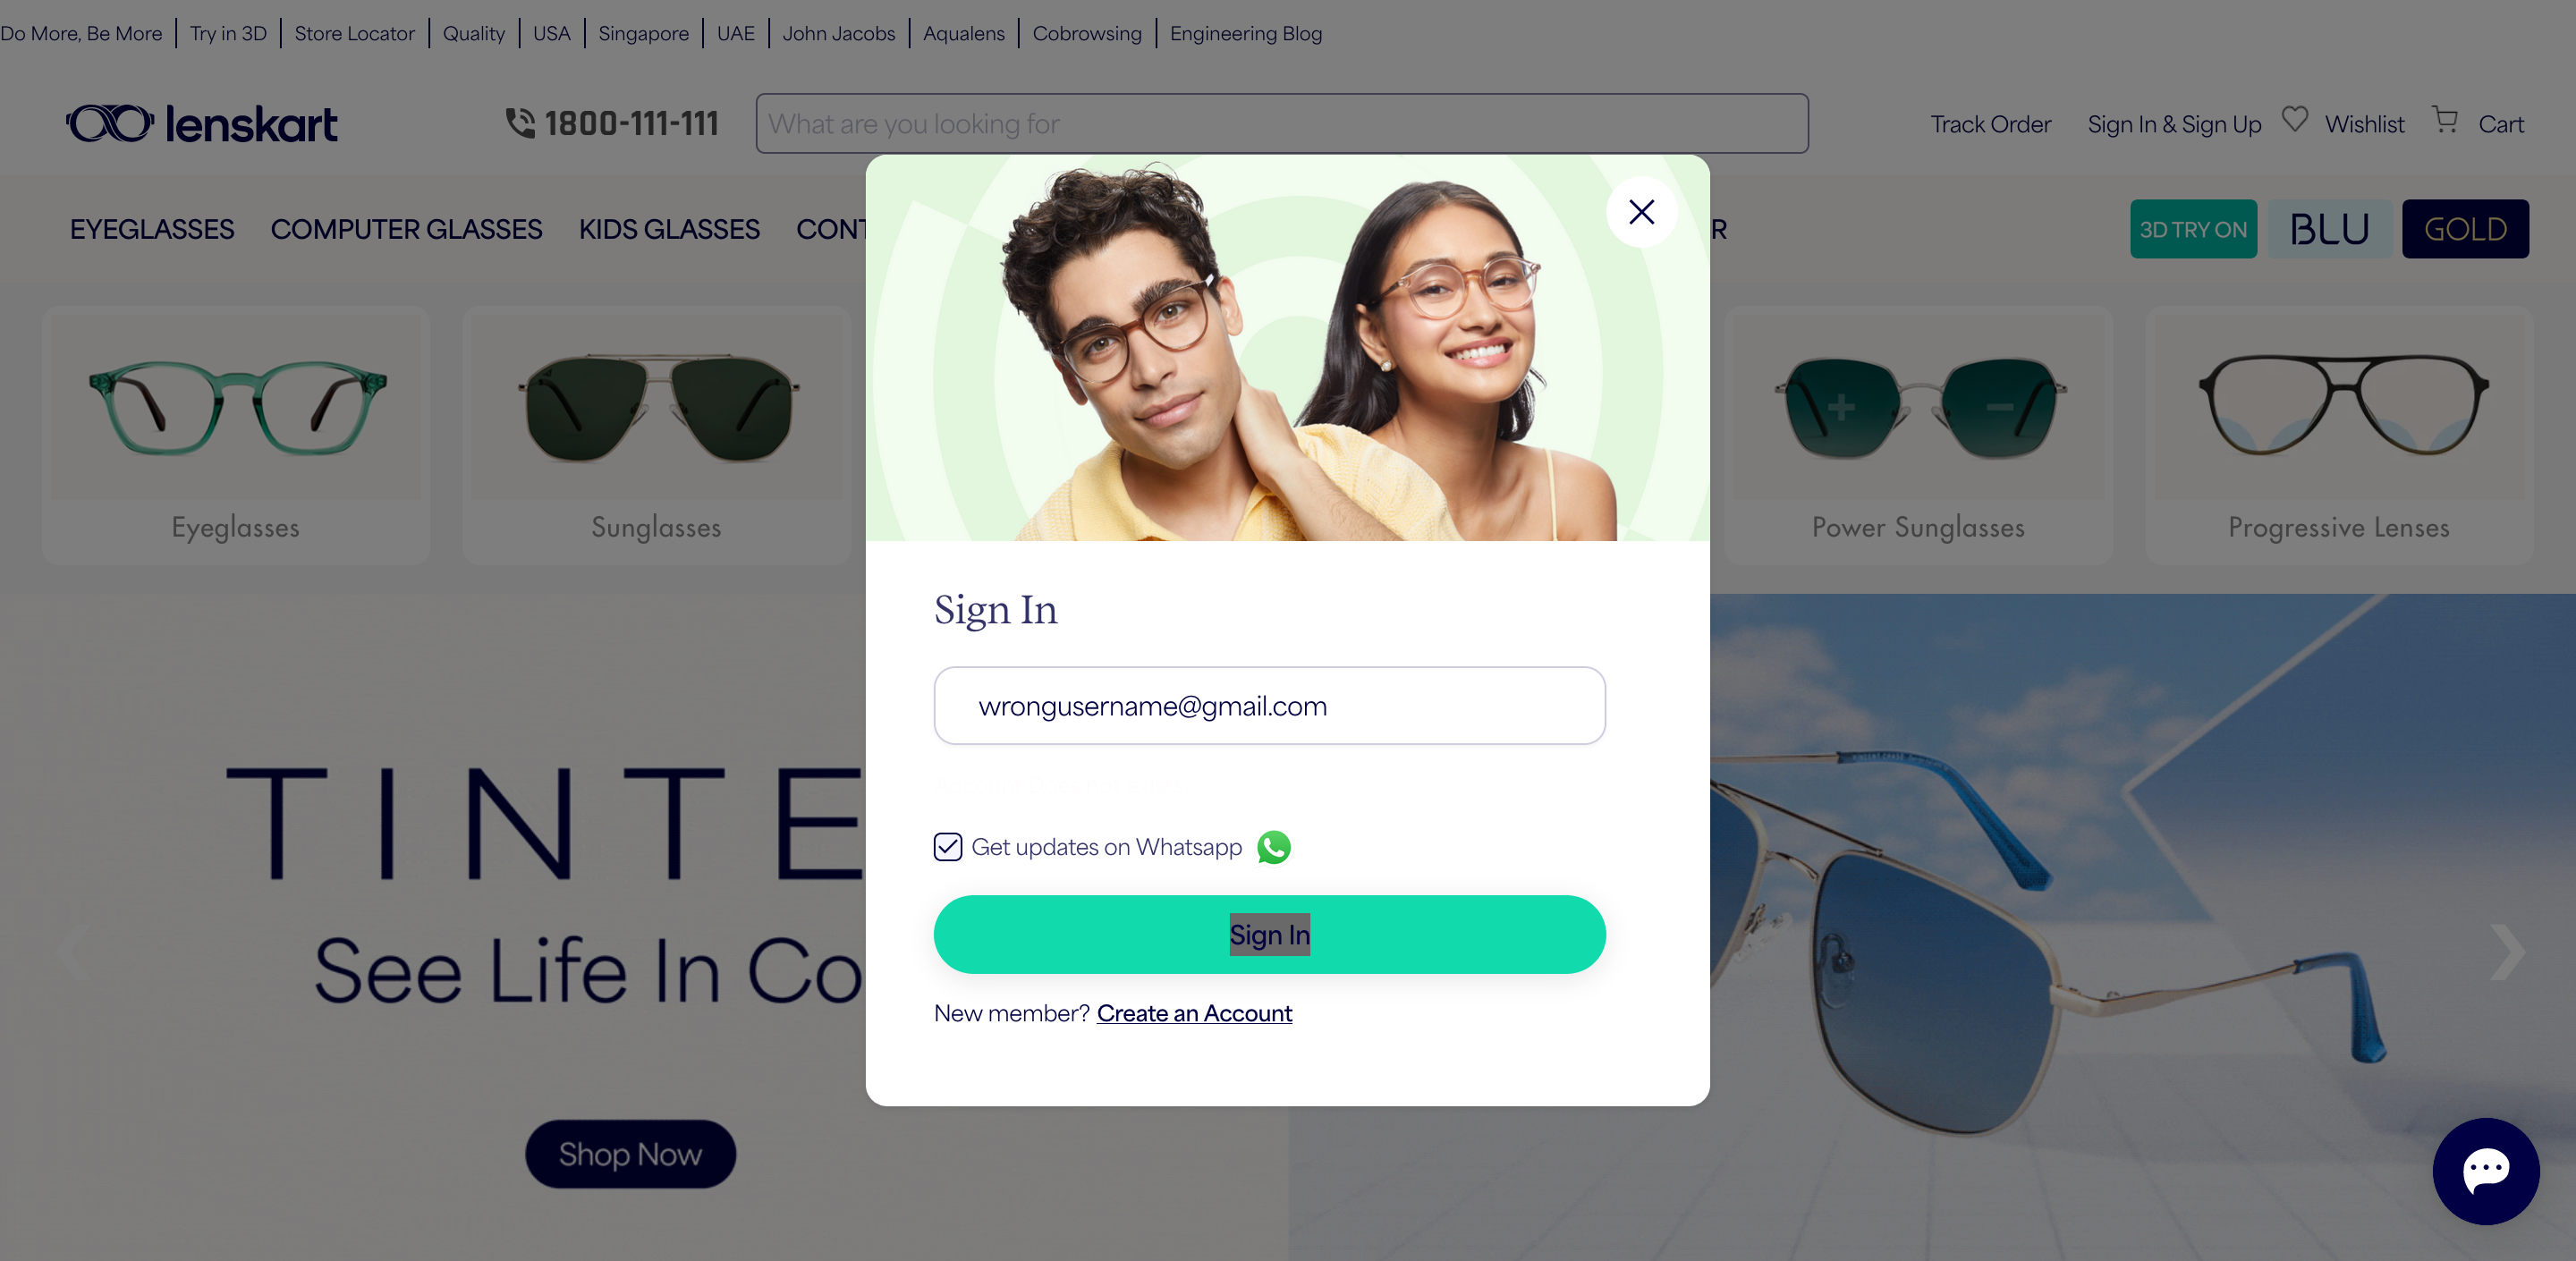 Do More, Be More
Try in 3D
Store Locator
Quality
USA
Singapore
UAE
John Jacobs
Aqualens
Cobrowsing
Engineering Blog
lenskart
1800-111-111
What are you looking for
Track Order
Sign In & Sign Up
Wishlist
Cart
EYEGLASSES
COMPUTER GLASSES
KIDS GLASSES
CONT
R
3D TRY ON
BLU
GOLD
Eyeglasses
Sunglasses
Power Sunglasses
Progressive Lenses
Sign In
wrongusername@gmail.com
Get updates on Whatsapp
Sign In
New member? Create an Account
TINTE
See Life In Co
Shop Now